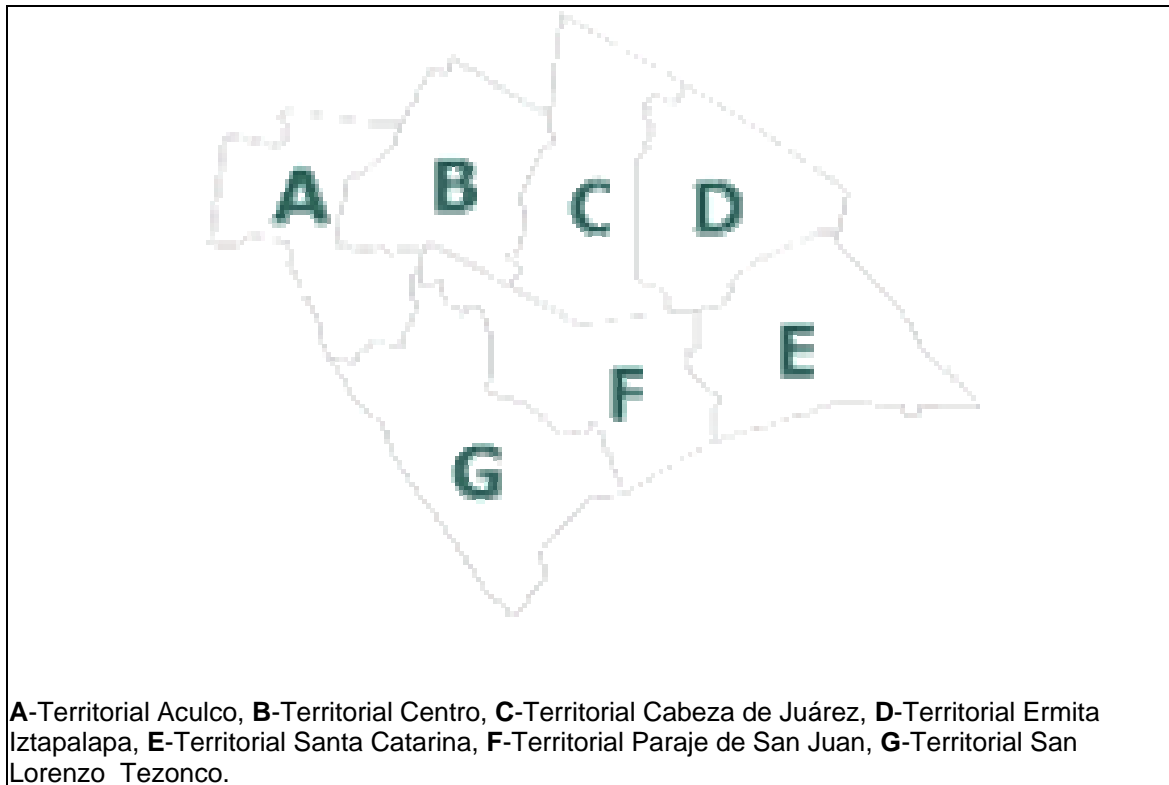 A
B
C
D
E
F
G
A-Territorial Aculco, B-Territorial Centro, C-Territorial Cabeza de Juárez, D-Territorial Ermita
Iztapalapa, E-Territorial Santa Catarina, F-Territorial Paraje de San Juan, G-Territorial San
Lorenzo Tezonco.